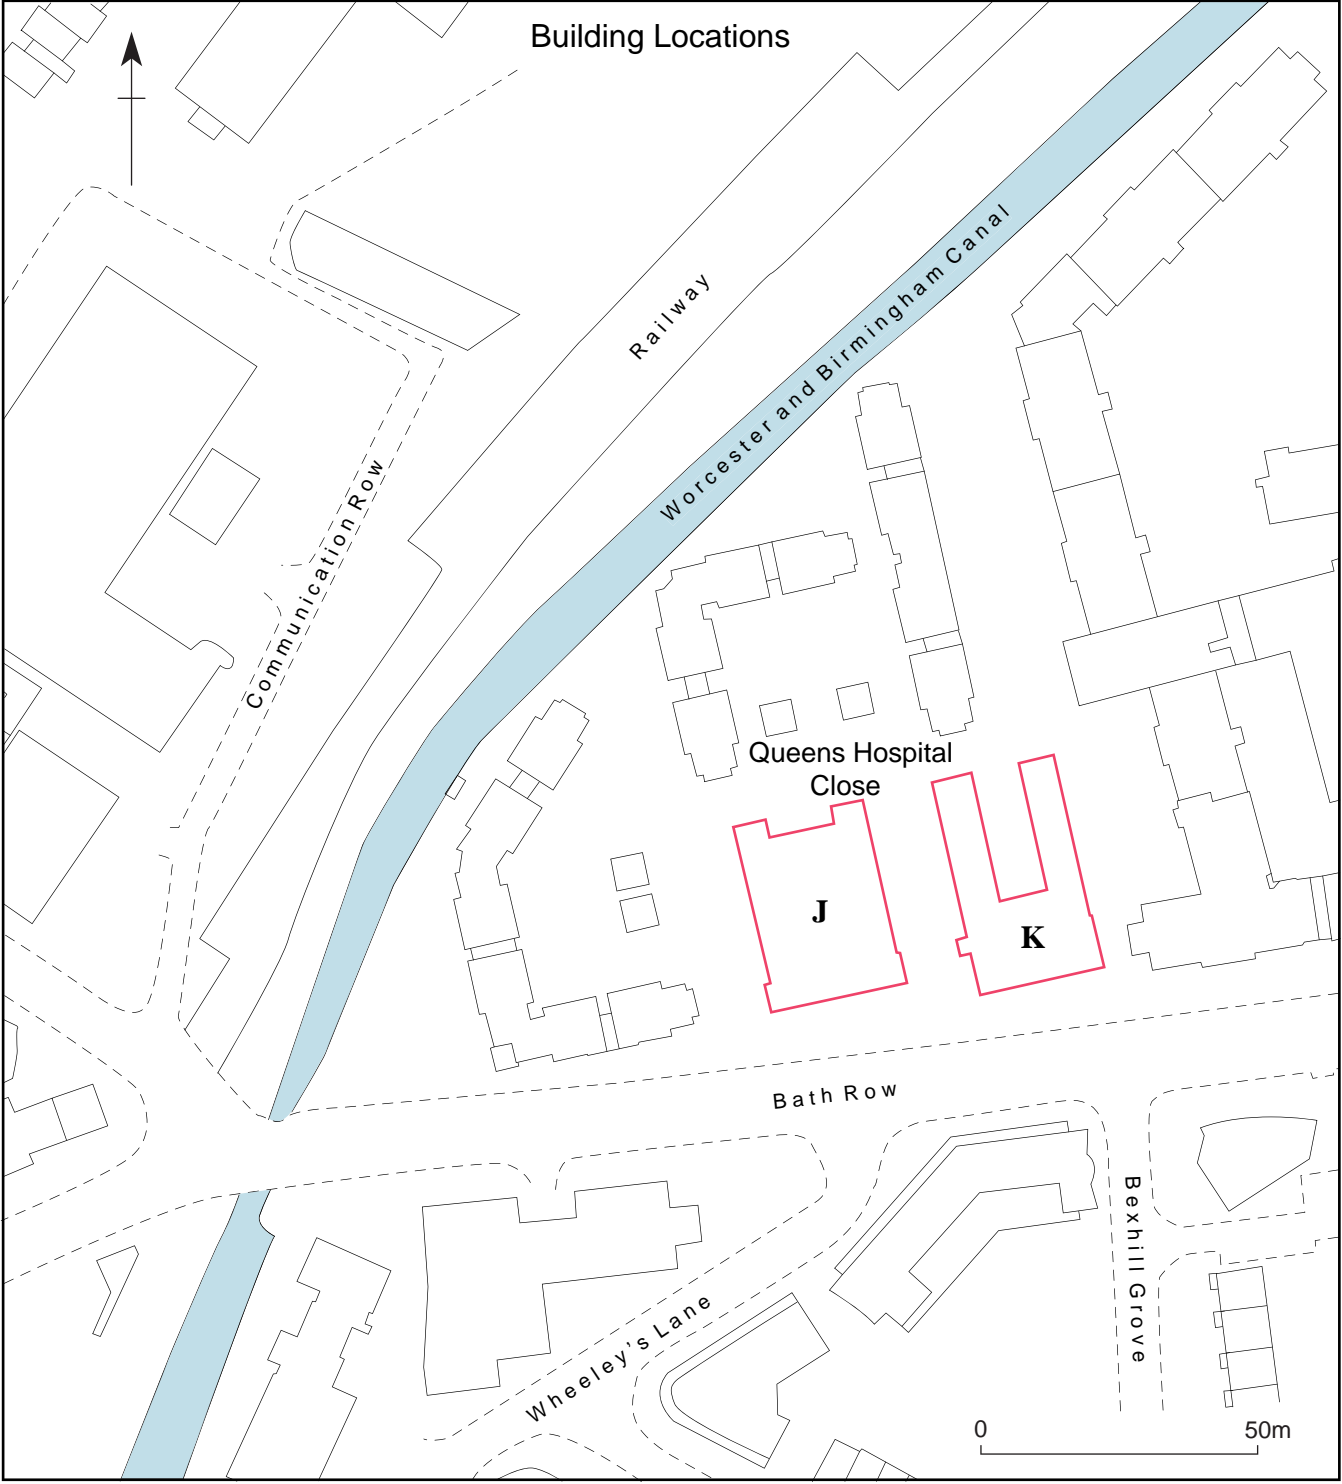 Building Locations
Railway
Worcester and Birmingham Canal
Communication Row
Queens Hospital
Close
J
K
Bath Row
Bexhill Grove
Wheeley's Lane
0 50m